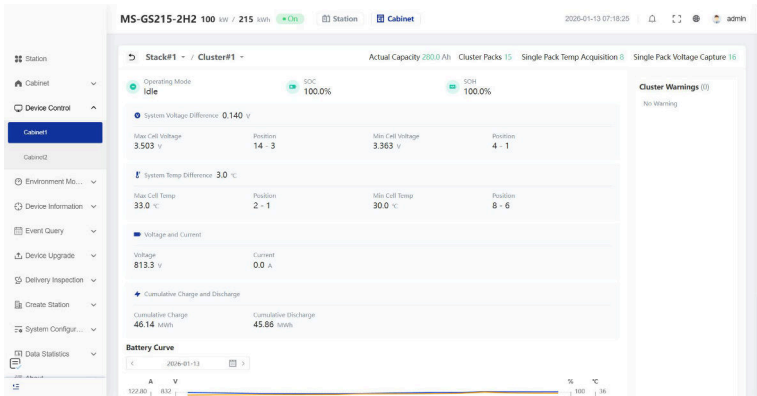 MS-GS215-2H2 100 kW / 215 kWh • On Station Cabinet 2026-01-13 07:18:25 admin
Station
Cabinet
Device Control
Cabinet1
Cabinet2
Environment Mo...
Device Information
Event Query
Device Upgrade
Delivery Inspection
Create Station
System Configur...
Data Statistics
About
Stack#1 / Cluster#1 Actual Capacity 280.0 Ah Cluster Packs 15 Single Pack Temp Acquisition 8 Single Pack Voltage Capture 16
Operating Mode SOC SOH
Idle 100.0% 100.0%
System Voltage Difference 0.140 V
Max Cell Voltage Position Min Cell Voltage Position
3.503 V 14 - 3 3.363 V 4 - 1
System Temp Difference 3.0 ℃
Max Cell Temp Position Min Cell Temp Position
33.0 ℃ 2 - 1 30.0 ℃ 8 - 6
Voltage and Current
Voltage Current
813.3 V 0.0 A
Cumulative Charge and Discharge
Cumulative Charge Cumulative Discharge
46.14 MWh 45.86 MWh
Battery Curve
2026-01-13
A V % ℃
122.80 832 100 36
Cluster Warnings (0)
No Warning